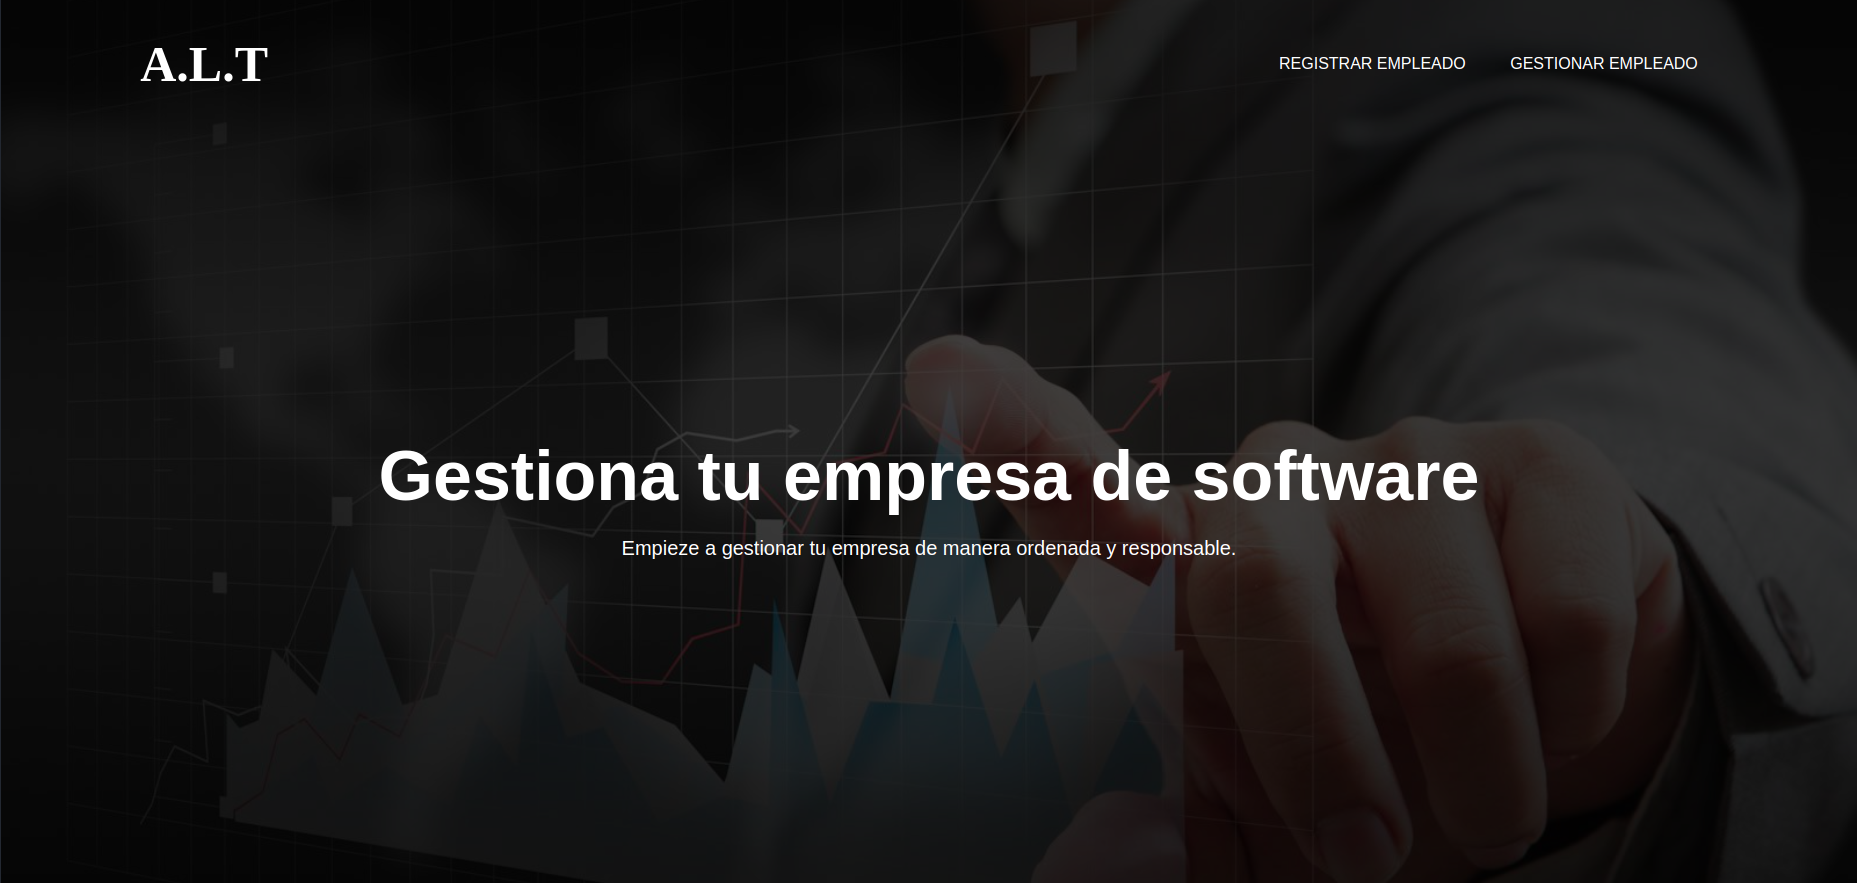 A.L.T
REGISTRAR EMPLEADO
GESTIONAR EMPLEADO
Gestiona tu empresa de software
Empieze a gestionar tu empresa de manera ordenada y responsable.